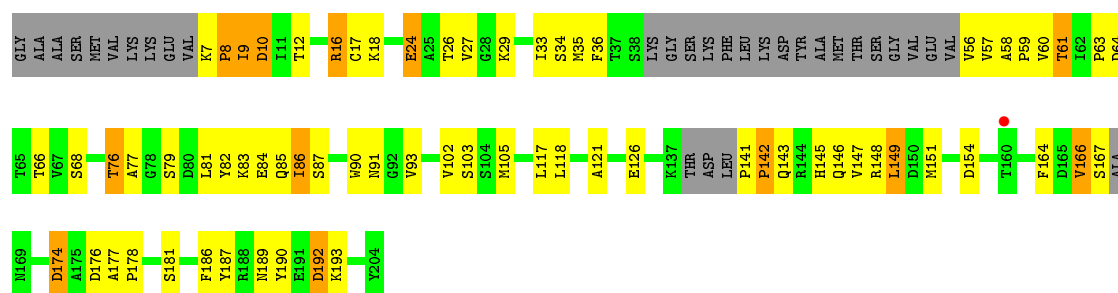 GLY ALA ALA SER MET VAL LYS LYS GLU VAL K7 P8 I9 D10 I11 T12 R16 C17 K18 E24 A25 T26 V27 G28 K29 I33 S34 M35 F36 T37 S38 LYS GLY SER LYS PHE LEU LYS ASP TYR ALA MET THR SER GLY VAL GLU VAL V56 V57 A58 P59 V60 T61 I62 P63 D64
T65 T66 V67 S68 T76 A77 G78 S79 D80 L81 Y82 K83 E84 Q85 I86 S87 W90 N91 G92 V93 V102 S103 S104 M105 L117 L118 A121 E126 K137 THR ASP LEU P141 P142 Q143 R144 H145 Q146 V147 R148 L149 D150 M151 D154 T160 F164 D165 V166 S167 ALA
N169 D174 A175 D176 A177 P178 S181 F186 Y187 R188 N189 Y190 E191 D192 K193 Y204